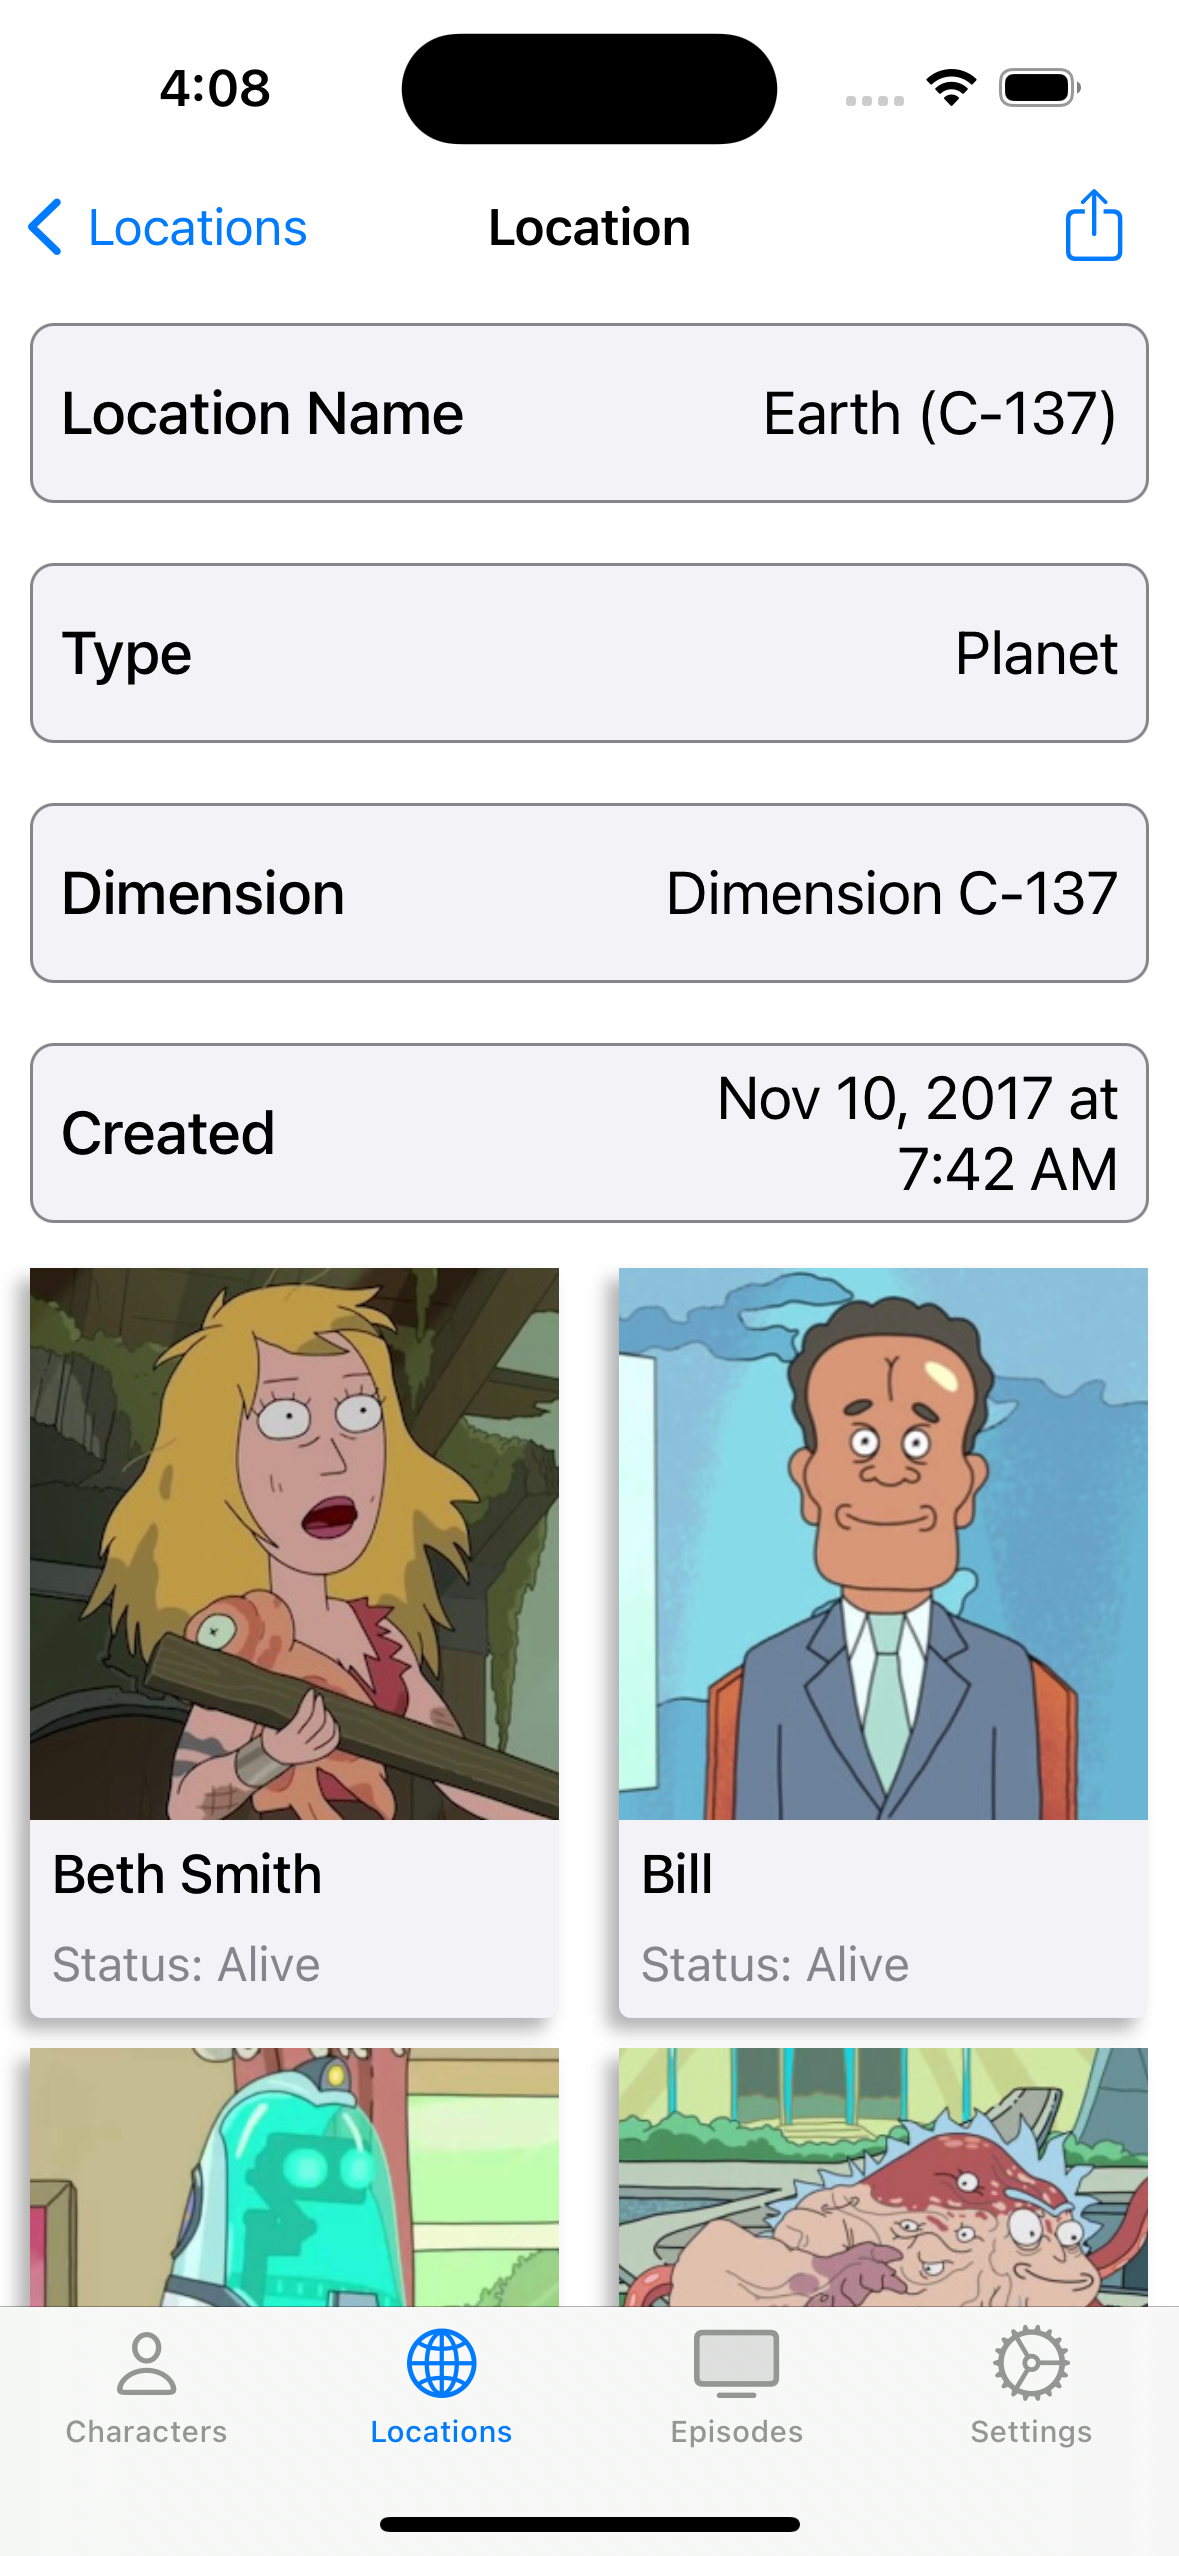 4:08
Locations
Location
Location Name
Earth (C-137)
Type
Planet
Dimension
Dimension C-137
Created
Nov 10, 2017 at
7:42 AM
Beth Smith
Bill
Status: Alive
Status: Alive
Characters
Locations
Episodes
Settings